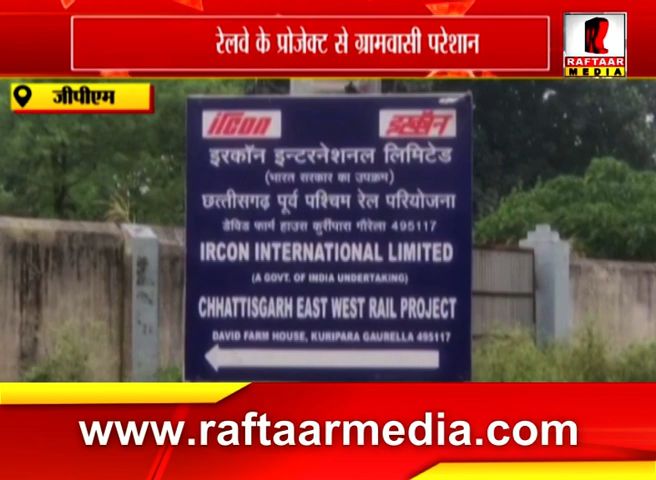 रेलवे के प्रोजेक्ट से ग्रामवासी परेशान
RAFTAAR
MEDIA
जीपीएम
ircon इरकॉन
इरकॉन इन्टरनेशनल लिमिटेड
(भारत सरकार का उपक्रम)
छत्तीसगढ़ पूर्व पश्चिम रेल परियोजना
डेविड फार्म हाउस कुरीपारा गौरेला 495117
IRCON INTERNATIONAL LIMITED
(A GOVT. OF INDIA UNDERTAKING)
CHHATTISGARH EAST WEST RAIL PROJECT
DAVID FARM HOUSE, KURIPARA GAURELLA 495117
www.raftaarmedia.com